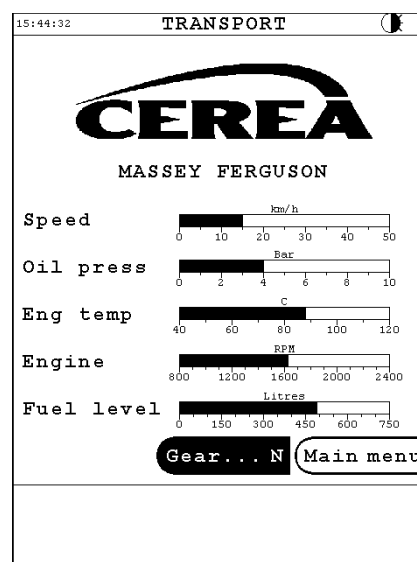 15:44:32 TRANSPORT
CEREA
MASSEY FERGUSON
km/h
Speed
0 10 20 30 40 50
Bar
Oil press
0 2 4 6 8 10
C
Eng temp
40 60 80 100 120
RPM
Engine
800 1200 1600 2000 2400
Litres
Fuel level
0 150 300 450 600 750
Gear... N Main menu